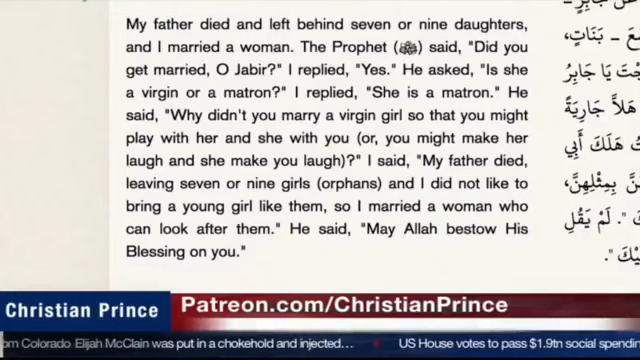 My father died and left behind seven or nine daughters,
and I married a woman. The Prophet (ﷺ) said, "Did you
get married, O Jabir?" I replied, "Yes." He asked, "Is she
a virgin or a matron?" I replied, "She is a matron." He
said, "Why didn't you marry a virgin girl so that you might
play with her and she with you (or, you might make her
laugh and she make you laugh)?" I said, "My father died,
leaving seven or nine girls (orphans) and I did not like to
bring a young girl like them, so I married a woman who
can look after them." He said, "May Allah bestow His
Blessing on you."
عَنْ جَابِرٍ ـ
ـ بَنَاتٍ،
يَا جَابِرُ
هَلاَّ جَارِيَةً
هَلَكَ أَبِي
بِمِثْلِهِنَّ،
". لَمْ يَقُلْ
Christian Prince
Patreon.com/ChristianPrince
om Colorado Elijah McClain was put in a chokehold and injected... US House votes to pass $1.9tn social spendin